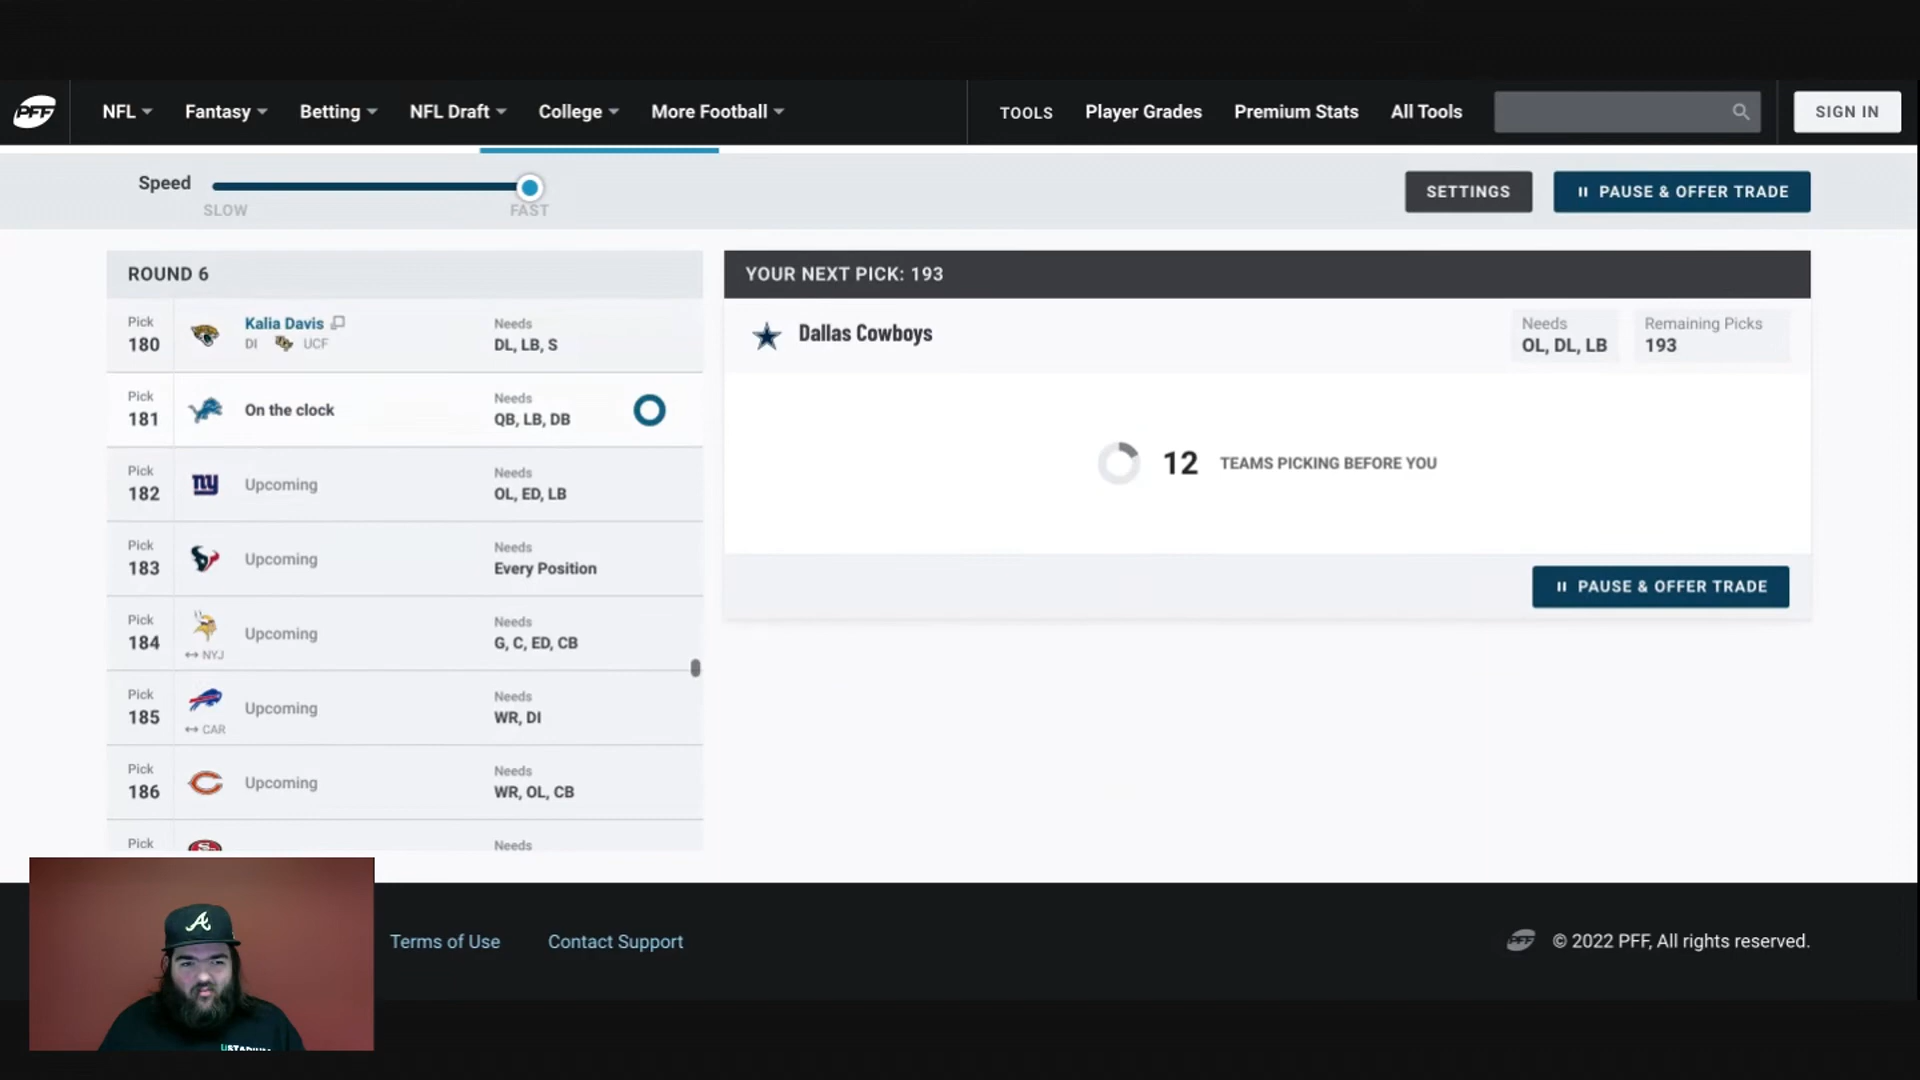 PFF
NFL
Fantasy
Betting
NFL Draft
College
More Football
TOOLS
Player Grades
Premium Stats
All Tools
SIGN IN
Speed
SLOW
FAST
SETTINGS
PAUSE & OFFER TRADE
ROUND 6
Pick
180
Kalia Davis
DI UCF
Needs
DL, LB, S
Pick
181
On the clock
Needs
QB, LB, DB
Pick
182
ny
Upcoming
Needs
OL, ED, LB
Pick
183
Upcoming
Needs
Every Position
Pick
184
↔ NYJ
Upcoming
Needs
G, C, ED, CB
Pick
185
↔ CAR
Upcoming
Needs
WR, DI
Pick
186
Upcoming
Needs
WR, OL, CB
Pick
Needs
YOUR NEXT PICK: 193
Dallas Cowboys
Needs
OL, DL, LB
Remaining Picks
193
12 TEAMS PICKING BEFORE YOU
PAUSE & OFFER TRADE
A
USTADIUM
Terms of Use
Contact Support
PFF
© 2022 PFF, All rights reserved.